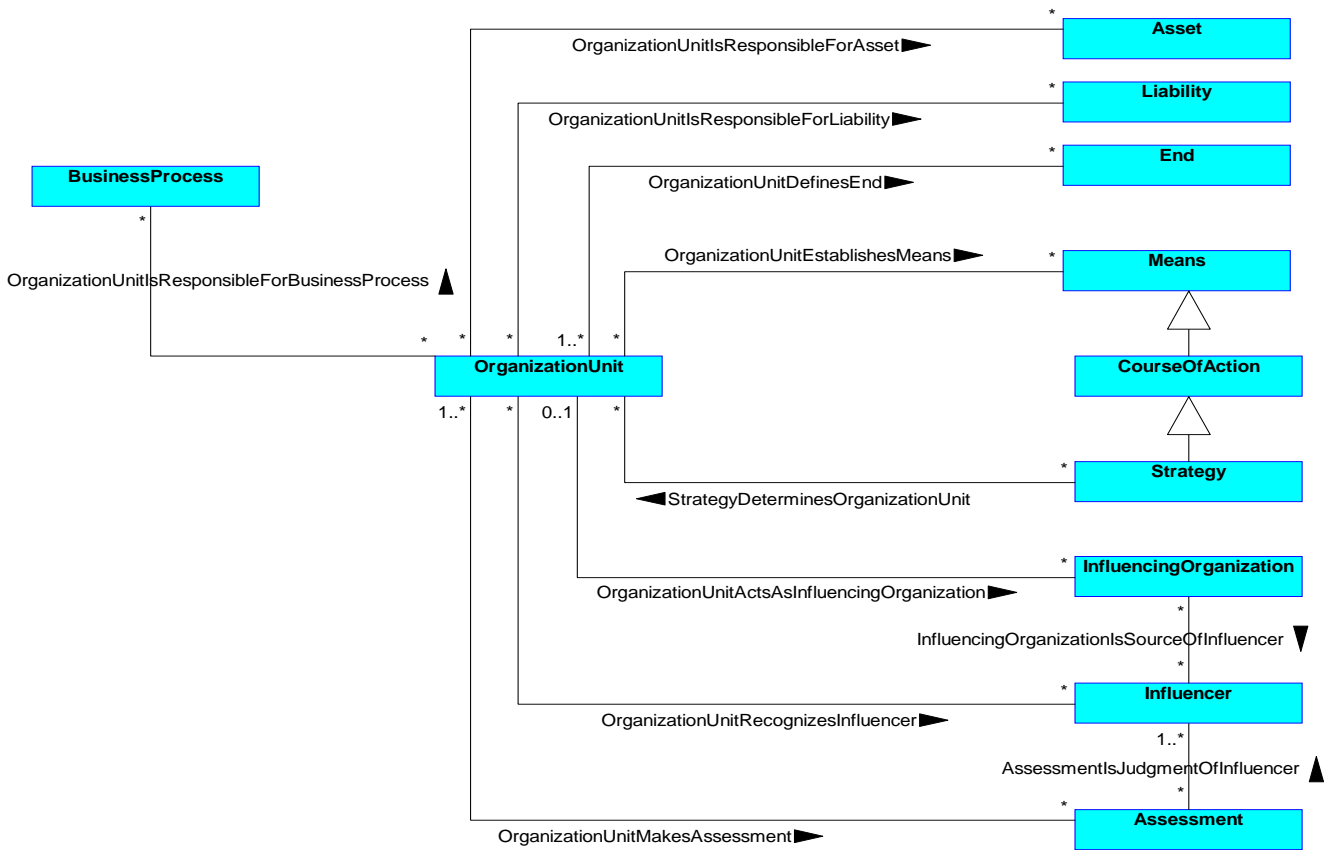 *
Asset
OrganizationUnitIsResponsibleForAsset
*
Liability
OrganizationUnitIsResponsibleForLiability
*
End
BusinessProcess
OrganizationUnitDefinesEnd
*
OrganizationUnitEstablishesMeans
*
Means
OrganizationUnitIsResponsibleForBusinessProcess
* * * 1..* *
OrganizationUnit
CourseOfAction
1..* * 0..1 *
*
Strategy
StrategyDeterminesOrganizationUnit
*
InfluencingOrganization
OrganizationUnitActsAsInfluencingOrganization
*
InfluencingOrganizationIsSourceOfInfluencer
*
*
Influencer
OrganizationUnitRecognizesInfluencer
1..*
AssessmentIsJudgmentOfInfluencer
*
*
Assessment
OrganizationUnitMakesAssessment